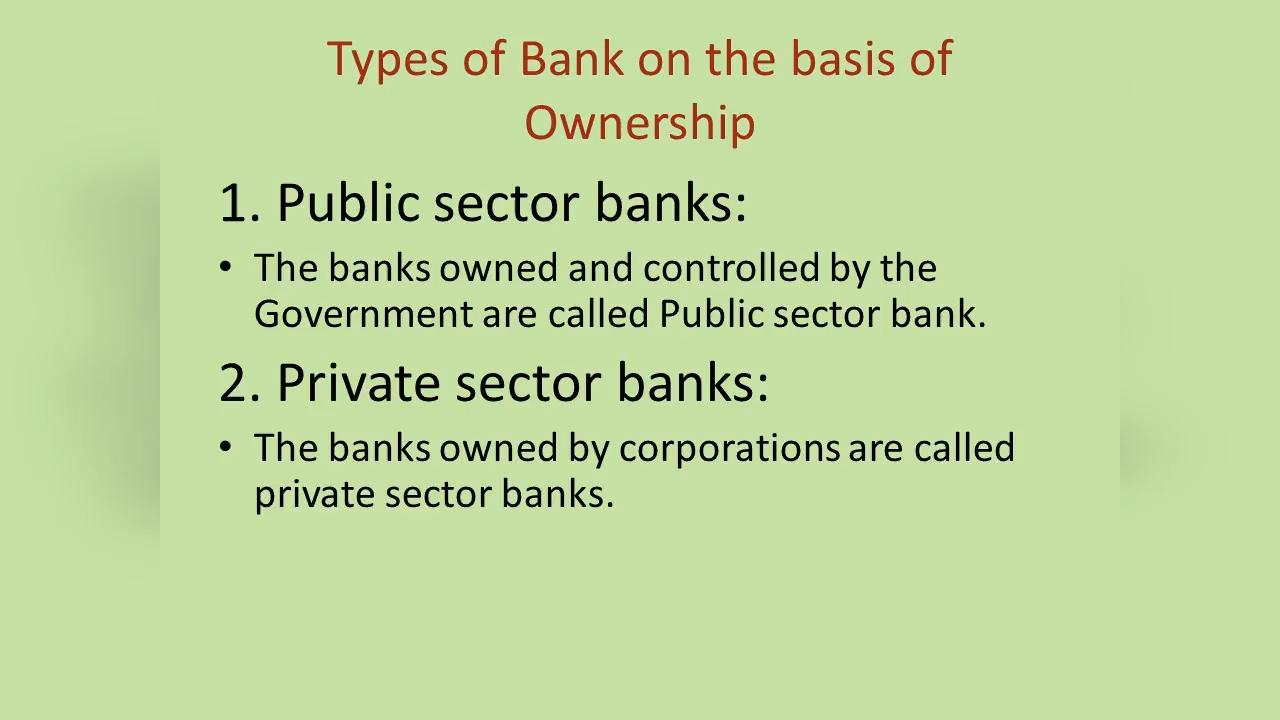 Types of Bank on the basis of
Ownership
1. Public sector banks:
• The banks owned and controlled by the
Government are called Public sector bank.
2. Private sector banks:
• The banks owned by corporations are called
private sector banks.